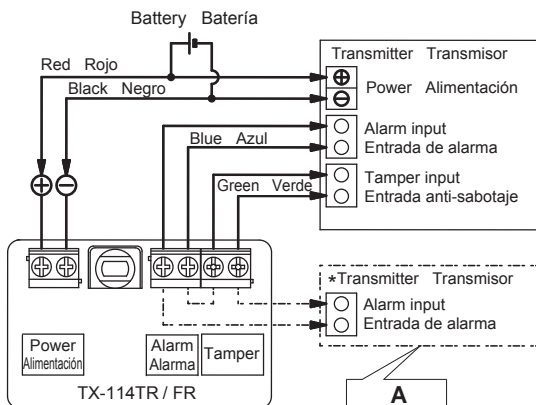 Battery Batería
Transmitter Transmisor
Red Rojo
Power Alimentación
Black Negro
Alarm input
Entrada de alarma
Blue Azul
Tamper input
Entrada anti-sabotaje
Green Verde
*Transmitter Transmisor
Alarm input
Entrada de alarma
Power
Alimentación
Alarm
Alarma
Tamper
TX-114TR / FR
A